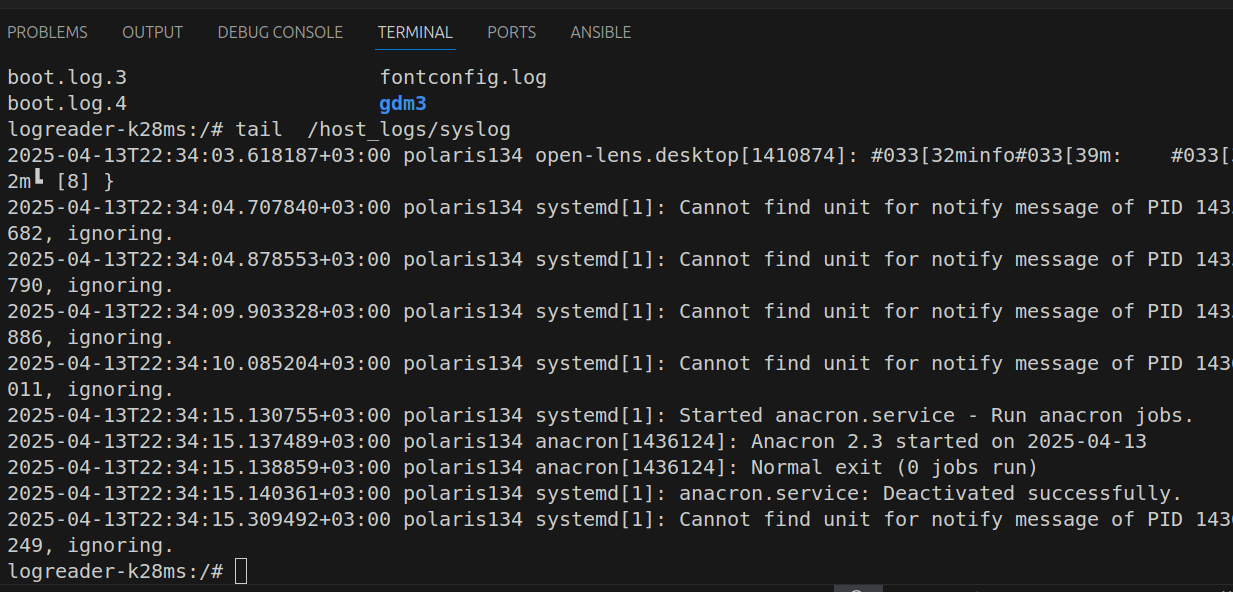 PROBLEMS OUTPUT DEBUG CONSOLE TERMINAL PORTS ANSIBLE
boot.log.3 fontconfig.log
boot.log.4 gdm3
logreader-k28ms:/# tail  /host_logs/syslog
2025-04-13T22:34:03.618187+03:00 polaris134 open-lens.desktop[1410874]: #033[32minfo#033[39m:    #033[
2m┗ [8] }
2025-04-13T22:34:04.707840+03:00 polaris134 systemd[1]: Cannot find unit for notify message of PID 143
682, ignoring.
2025-04-13T22:34:04.878553+03:00 polaris134 systemd[1]: Cannot find unit for notify message of PID 143
790, ignoring.
2025-04-13T22:34:09.903328+03:00 polaris134 systemd[1]: Cannot find unit for notify message of PID 143
886, ignoring.
2025-04-13T22:34:10.085204+03:00 polaris134 systemd[1]: Cannot find unit for notify message of PID 143
011, ignoring.
2025-04-13T22:34:15.130755+03:00 polaris134 systemd[1]: Started anacron.service - Run anacron jobs.
2025-04-13T22:34:15.137489+03:00 polaris134 anacron[1436124]: Anacron 2.3 started on 2025-04-13
2025-04-13T22:34:15.138859+03:00 polaris134 anacron[1436124]: Normal exit (0 jobs run)
2025-04-13T22:34:15.140361+03:00 polaris134 systemd[1]: anacron.service: Deactivated successfully.
2025-04-13T22:34:15.309492+03:00 polaris134 systemd[1]: Cannot find unit for notify message of PID 143
249, ignoring.
logreader-k28ms:/#